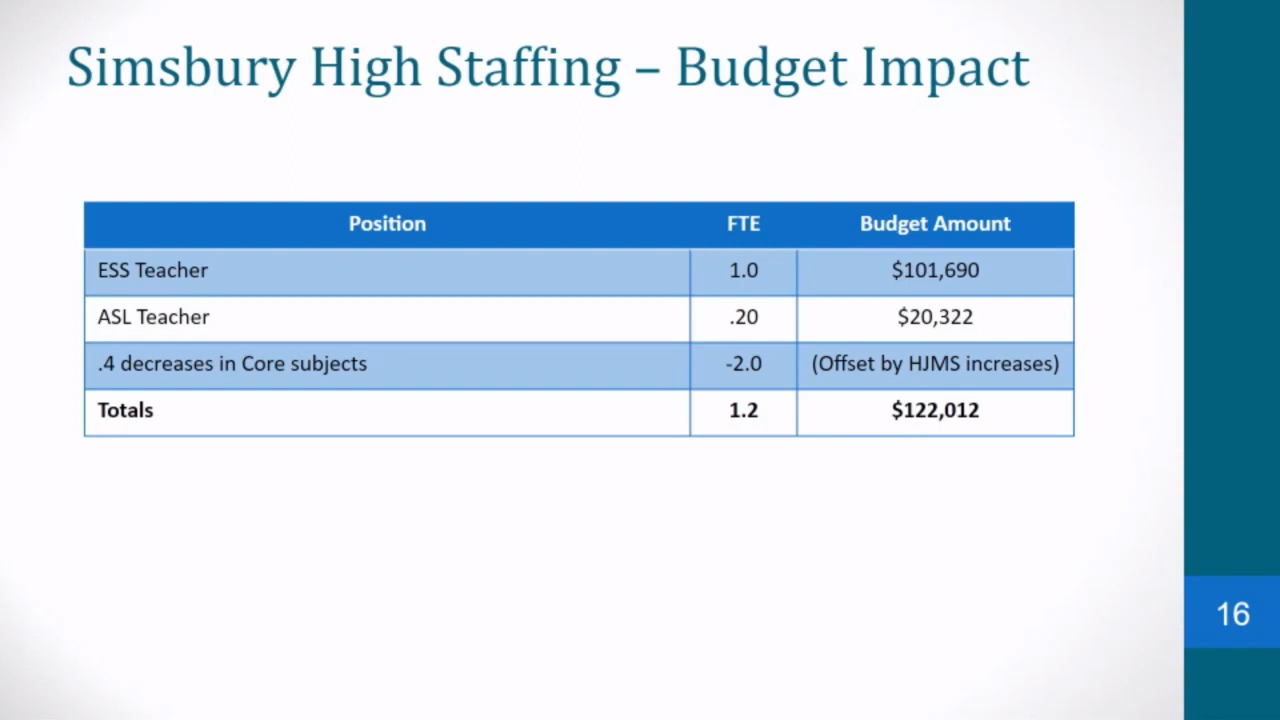 Simsbury High Staffing – Budget Impact
Position FTE Budget Amount
ESS Teacher 1.0 $101,690
ASL Teacher .20 $20,322
.4 decreases in Core subjects -2.0 (Offset by HJMS increases)
Totals 1.2 $122,012
16